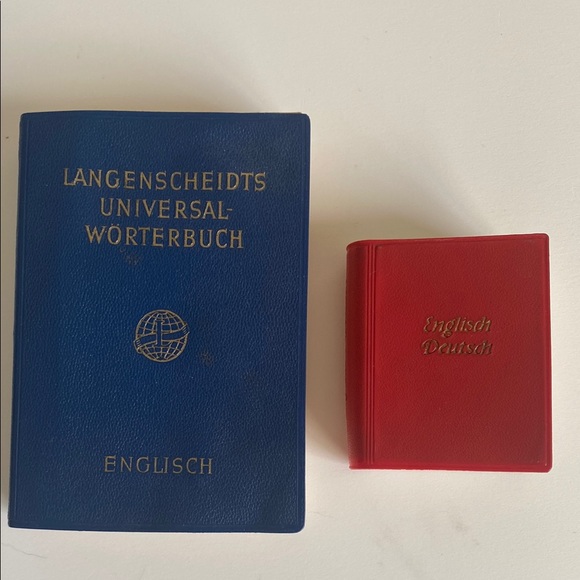 LANGENSCHEIDTS
UNIVERSAL-
WÖRTERBUCH
ENGLISCH
Englisch
Deutsch